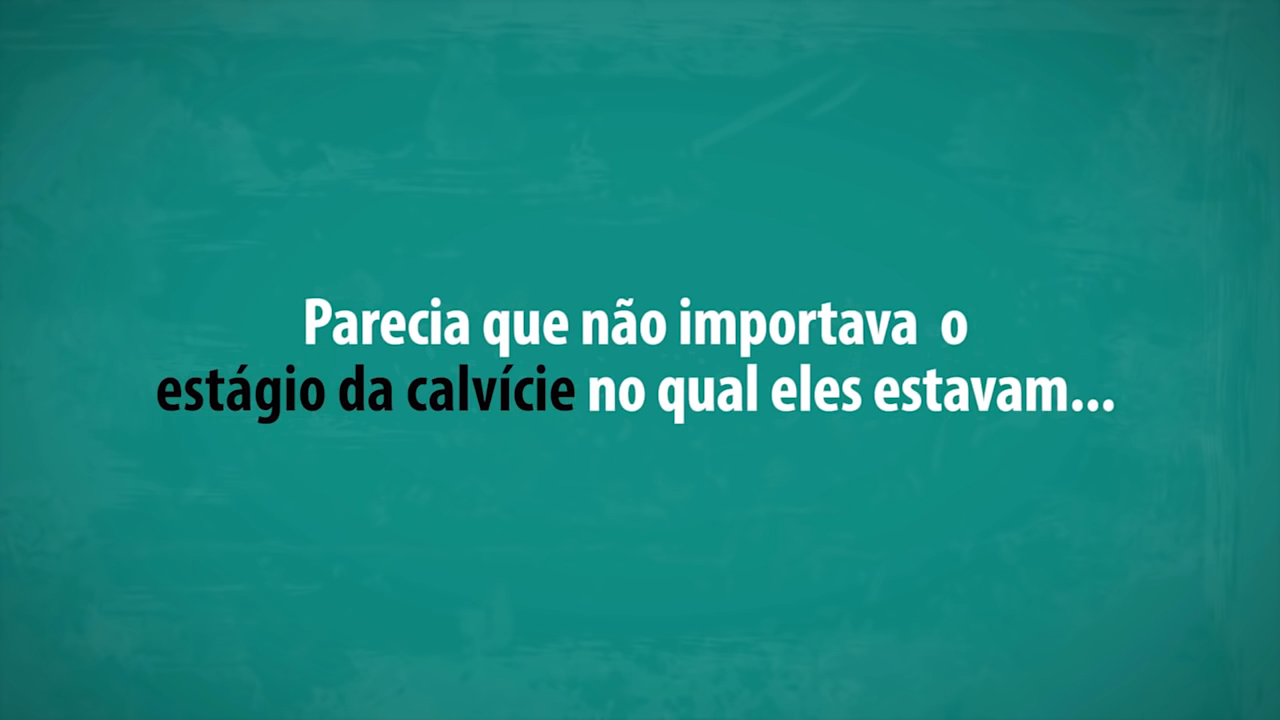 Parecia que não importava  o
estágio da calvície no qual eles estavam...